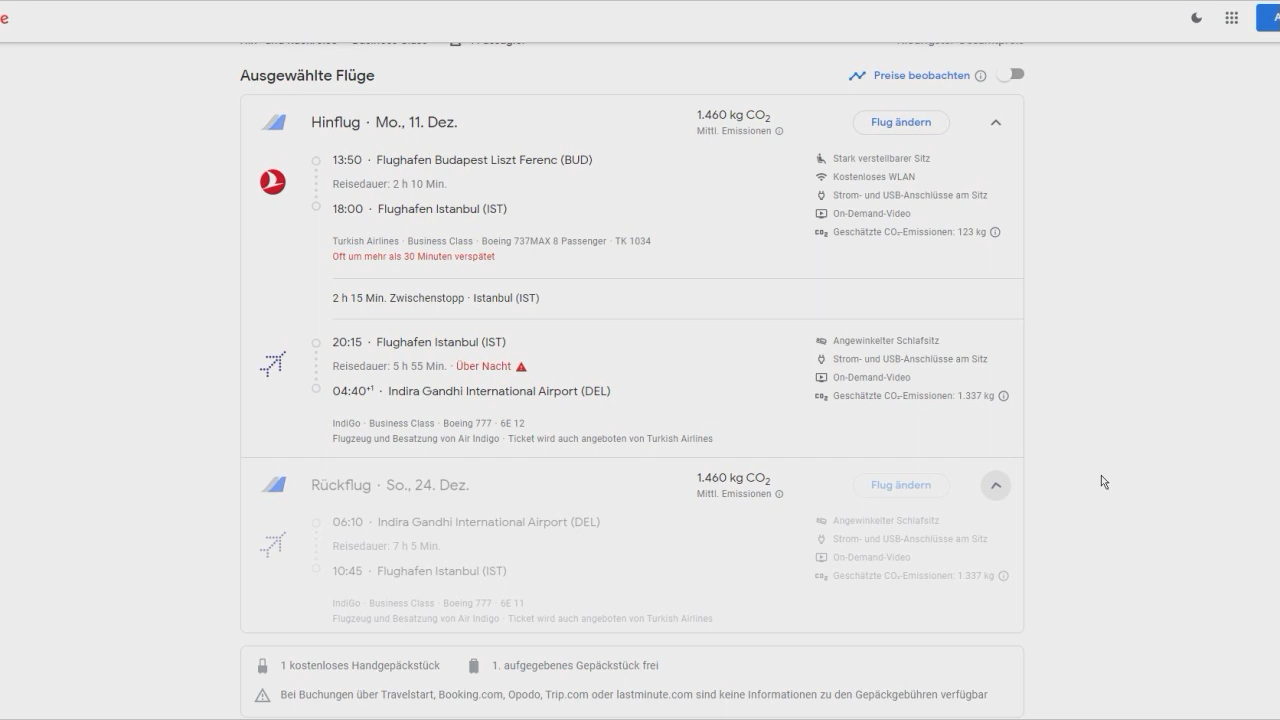 e
A
Ausgewählte Flüge
Preise beobachten
Hinflug · Mo., 11. Dez.
1.460 kg CO₂
Mittl. Emissionen
Flug ändern
13:50 · Flughafen Budapest Liszt Ferenc (BUD)
Reisedauer: 2 h 10 Min.
18:00 · Flughafen Istanbul (IST)
Turkish Airlines · Business Class · Boeing 737MAX 8 Passenger · TK 1034
Oft um mehr als 30 Minuten verspätet
Stark verstellbarer Sitz
Kostenloses WLAN
Strom- und USB-Anschlüsse am Sitz
On-Demand-Video
CO₂ Geschätzte CO₂-Emissionen: 123 kg
2 h 15 Min. Zwischenstopp · Istanbul (IST)
20:15 · Flughafen Istanbul (IST)
Reisedauer: 5 h 55 Min. · Über Nacht
04:40+1 · Indira Gandhi International Airport (DEL)
IndiGo · Business Class · Boeing 777 · 6E 12
Flugzeug und Besatzung von Air Indigo · Ticket wird auch angeboten von Turkish Airlines
Angewinkelter Schlafsitz
Strom- und USB-Anschlüsse am Sitz
On-Demand-Video
CO₂ Geschätzte CO₂-Emissionen: 1.337 kg
Rückflug · So., 24. Dez.
1.460 kg CO₂
Mittl. Emissionen
Flug ändern
06:10 · Indira Gandhi International Airport (DEL)
Reisedauer: 7 h 5 Min.
10:45 · Flughafen Istanbul (IST)
IndiGo · Business Class · Boeing 777 · 6E 11
Flugzeug und Besatzung von Air Indigo · Ticket wird auch angeboten von Turkish Airlines
Angewinkelter Schlafsitz
Strom- und USB-Anschlüsse am Sitz
On-Demand-Video
CO₂ Geschätzte CO₂-Emissionen: 1.337 kg
1 kostenloses Handgepäckstück
1. aufgegebenes Gepäckstück frei
Bei Buchungen über Travelstart, Booking.com, Opodo, Trip.com oder lastminute.com sind keine Informationen zu den Gepäckgebühren verfügbar